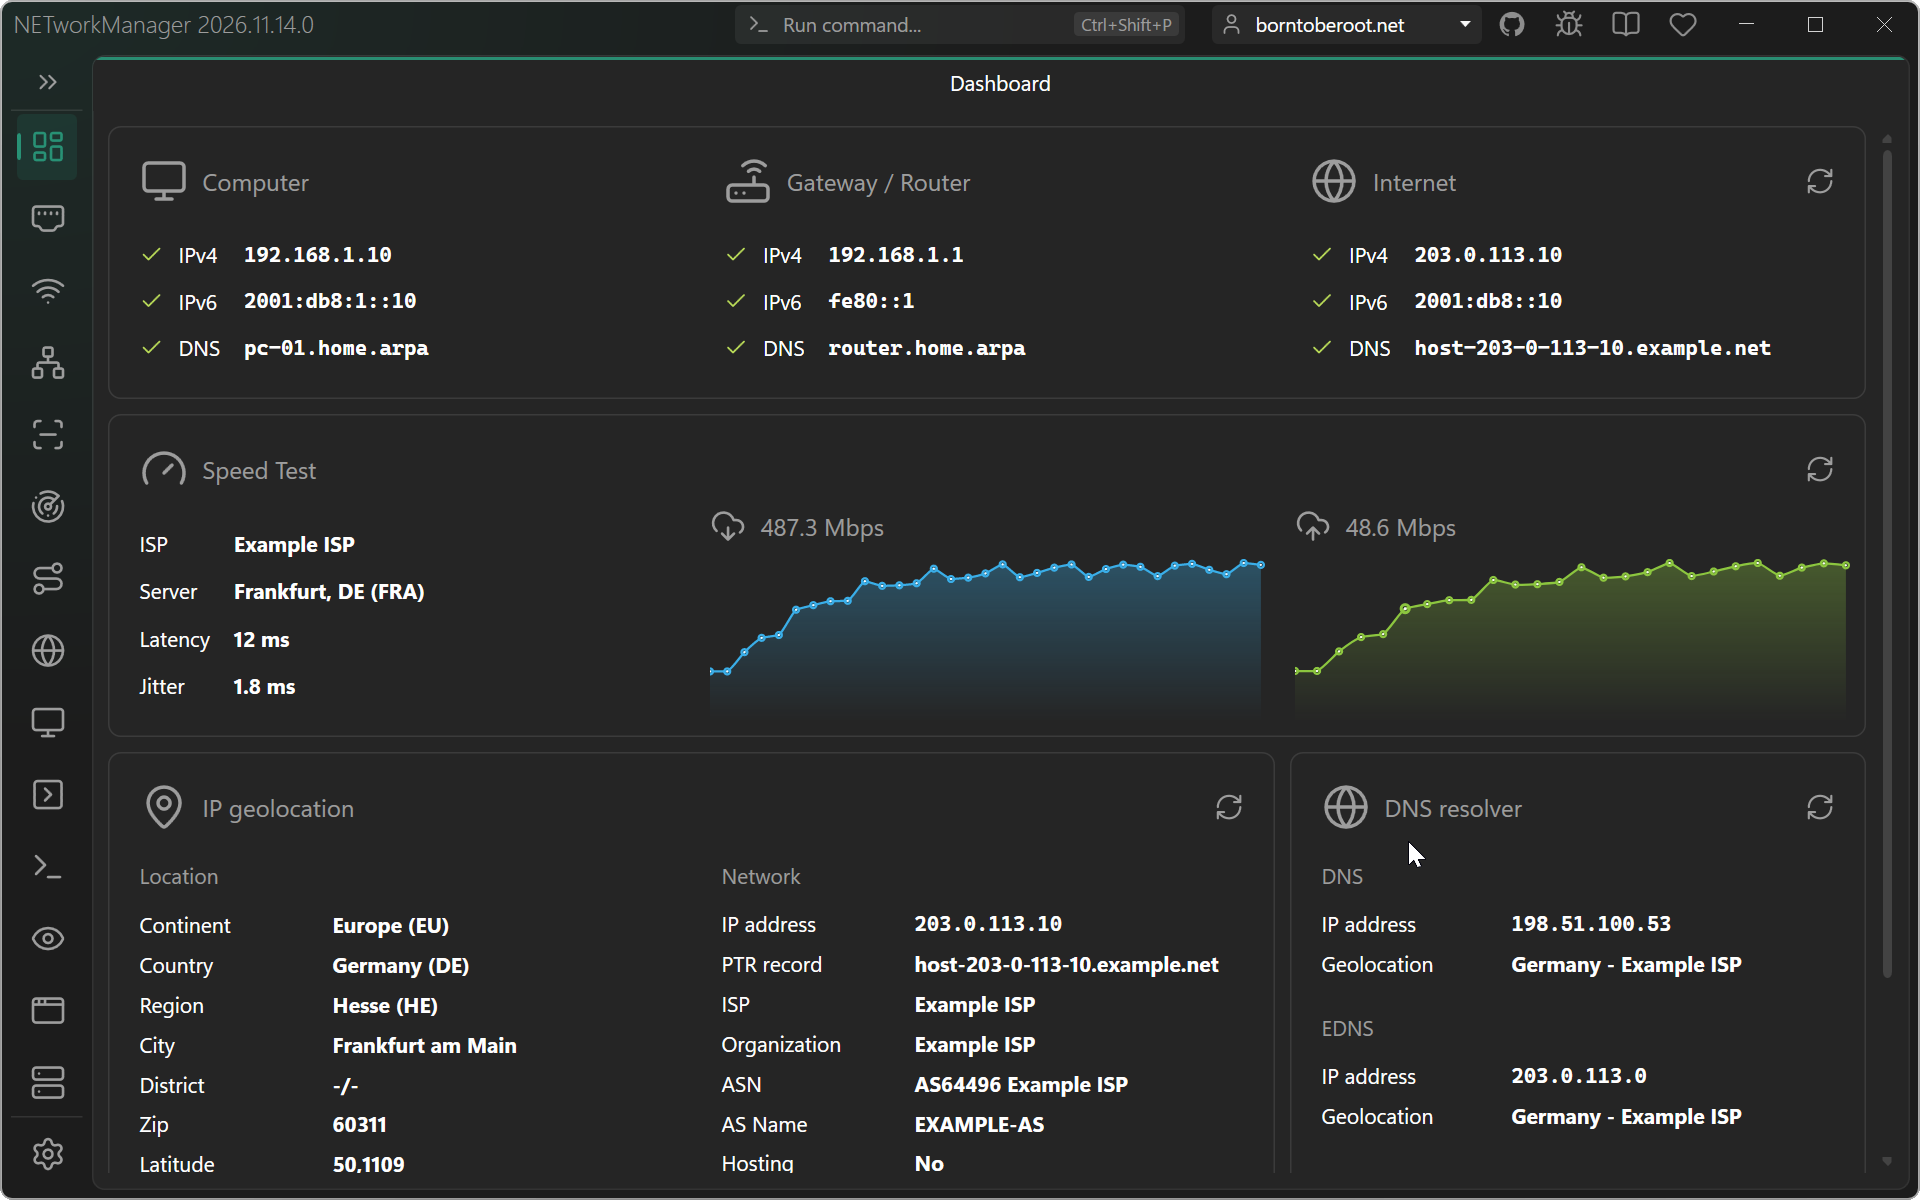 NETworkManager 2026.11.14.0
Run command...
Ctrl+Shift+P
borntoberoot.net
Dashboard
Computer
IPv4 192.168.1.10
IPv6 2001:db8:1::10
DNS pc-01.home.arpa
Gateway / Router
IPv4 192.168.1.1
IPv6 fe80::1
DNS router.home.arpa
Internet
IPv4 203.0.113.10
IPv6 2001:db8::10
DNS host-203-0-113-10.example.net
Speed Test
ISP Example ISP
Server Frankfurt, DE (FRA)
Latency 12 ms
Jitter 1.8 ms
487.3 Mbps
48.6 Mbps
IP geolocation
Location
Continent Europe (EU)
Country Germany (DE)
Region Hesse (HE)
City Frankfurt am Main
District -/-
Zip 60311
Latitude 50,1109
Network
IP address 203.0.113.10
PTR record host-203-0-113-10.example.net
ISP Example ISP
Organization Example ISP
ASN AS64496 Example ISP
AS Name EXAMPLE-AS
Hosting No
DNS resolver
DNS
IP address 198.51.100.53
Geolocation Germany - Example ISP
EDNS
IP address 203.0.113.0
Geolocation Germany - Example ISP